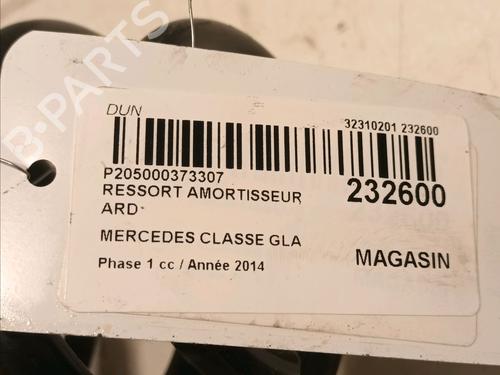 DUN
32310201 232600
P205000373307
RESSORT AMORTISSEUR
ARD*
232600
MERCEDES CLASSE GLA
Phase 1 cc / Année 2014
MAGASIN
B-PARTS